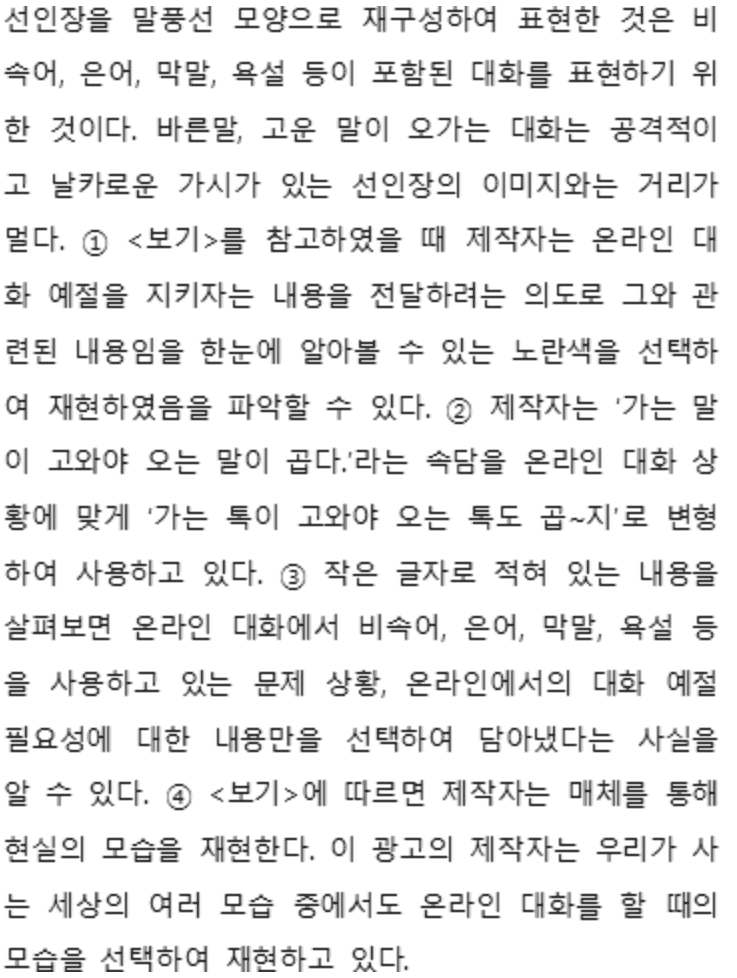 선인장을 말풍선 모양으로 재구성하여 표현한 것은 비
속어, 은어, 막말, 욕설 등이 포함된 대화를 표현하기 위
한 것이다. 바른말, 고운 말이 오가는 대화는 공격적이
고 날카로운 가시가 있는 선인장의 이미지와는 거리가
멀다. ① <보기>를 참고하였을 때 제작자는 온라인 대
화 예절을 지키자는 내용을 전달하려는 의도로 그와 관
련된 내용임을 한눈에 알아볼 수 있는 노란색을 선택하
여 재현하였음을 파악할 수 있다. ② 제작자는 '가는 말
이 고와야 오는 말이 곱다.'라는 속담을 온라인 대화 상
황에 맞게 '가는 톡이 고와야 오는 톡도 곱~지'로 변형
하여 사용하고 있다. ③ 작은 글자로 적혀 있는 내용을
살펴보면 온라인 대화에서 비속어, 은어, 막말, 욕설 등
을 사용하고 있는 문제 상황, 온라인에서의 대화 예절
필요성에 대한 내용만을 선택하여 담아냈다는 사실을
알 수 있다. ④ <보기>에 따르면 제작자는 매체를 통해
현실의 모습을 재현한다. 이 광고의 제작자는 우리가 사
는 세상의 여러 모습 중에서도 온라인 대화를 할 때의
모습을 선택하여 재현하고 있다.